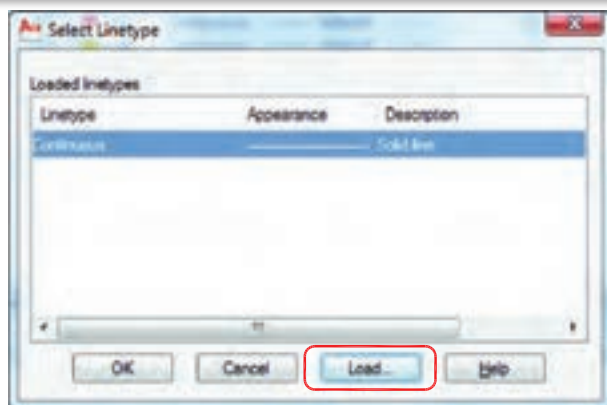 Select Linetype
Loaded linetypes
Linetype Appearance Description
Continuous Solid line
OK Cancel Load... Help